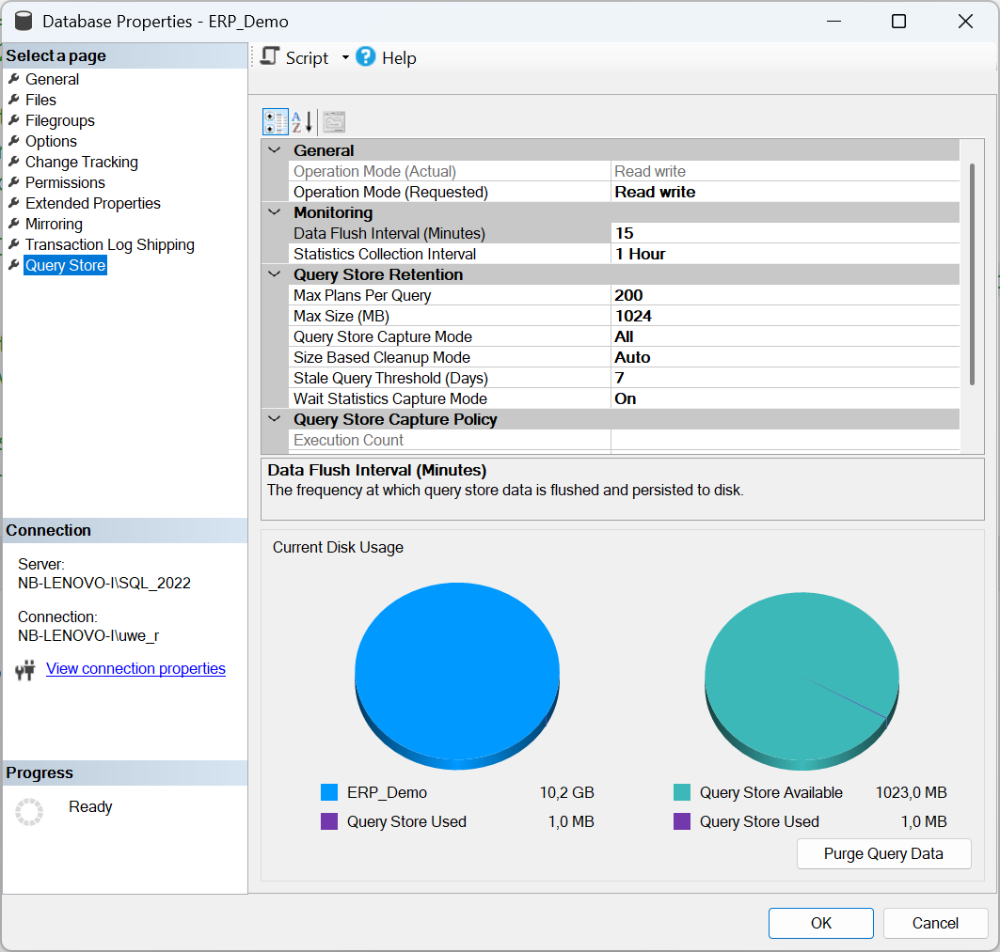 Database Properties - ERP_Demo
Select a page
General
Files
Filegroups
Options
Change Tracking
Permissions
Extended Properties
Mirroring
Transaction Log Shipping
Query Store
Connection
Server:
NB-LENOVO-I\SQL_2022
Connection:
NB-LENOVO-I\uwe_r
View connection properties
Progress
Ready
Script
? Help
A
Z
General
Operation Mode (Actual) Read write
Operation Mode (Requested) Read write
Monitoring
Data Flush Interval (Minutes) 15
Statistics Collection Interval 1 Hour
Query Store Retention
Max Plans Per Query 200
Max Size (MB) 1024
Query Store Capture Mode All
Size Based Cleanup Mode Auto
Stale Query Threshold (Days) 7
Wait Statistics Capture Mode On
Query Store Capture Policy
Execution Count
Data Flush Interval (Minutes)
The frequency at which query store data is flushed and persisted to disk.
Current Disk Usage
ERP_Demo 10,2 GB
Query Store Used 1,0 MB
Query Store Available 1023,0 MB
Query Store Used 1,0 MB
Purge Query Data
OK
Cancel